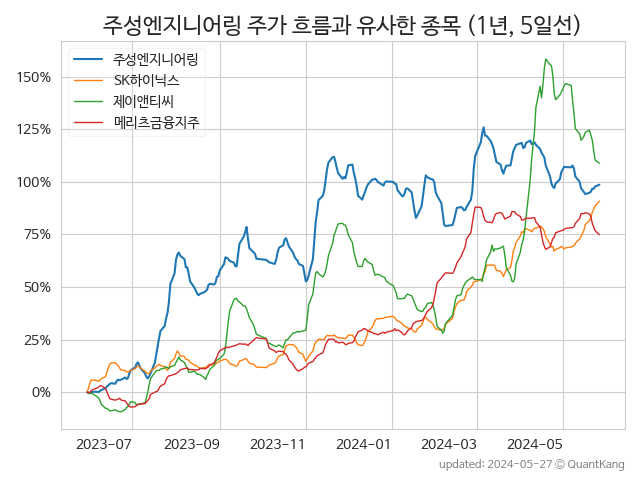 주성엔지니어링 주가 흐름과 유사한 종목 (1년, 5일선)
주성엔지니어링
SK하이닉스
제이앤티씨
메리츠금융지주
150%
125%
100%
75%
50%
25%
0%
2023-07 2023-09 2023-11 2024-01 2024-03 2024-05
updated: 2024-05-27 © QuantKang